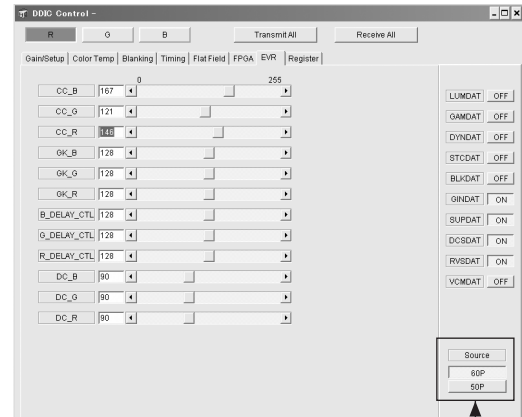 DDIC Control -
R G B Transmit All Receive All
Gain/Setup Color Temp Blanking Timing Flat Field FPGA EVR Register
0 255
CC_B 167
CC_G 121
CC_R 146
GK_B 128
GK_G 128
GK_R 128
B_DELAY_CTL 128
G_DELAY_CTL 128
R_DELAY_CTL 128
DC_B 90
DC_G 90
DC_R 90
LUMDAT OFF
GAMDAT OFF
DYNDAT OFF
STCDAT OFF
BLKDAT OFF
GINDAT ON
SUPDAT ON
DCSDAT ON
RVSDAT ON
VCMDAT OFF
Source
60P
50P